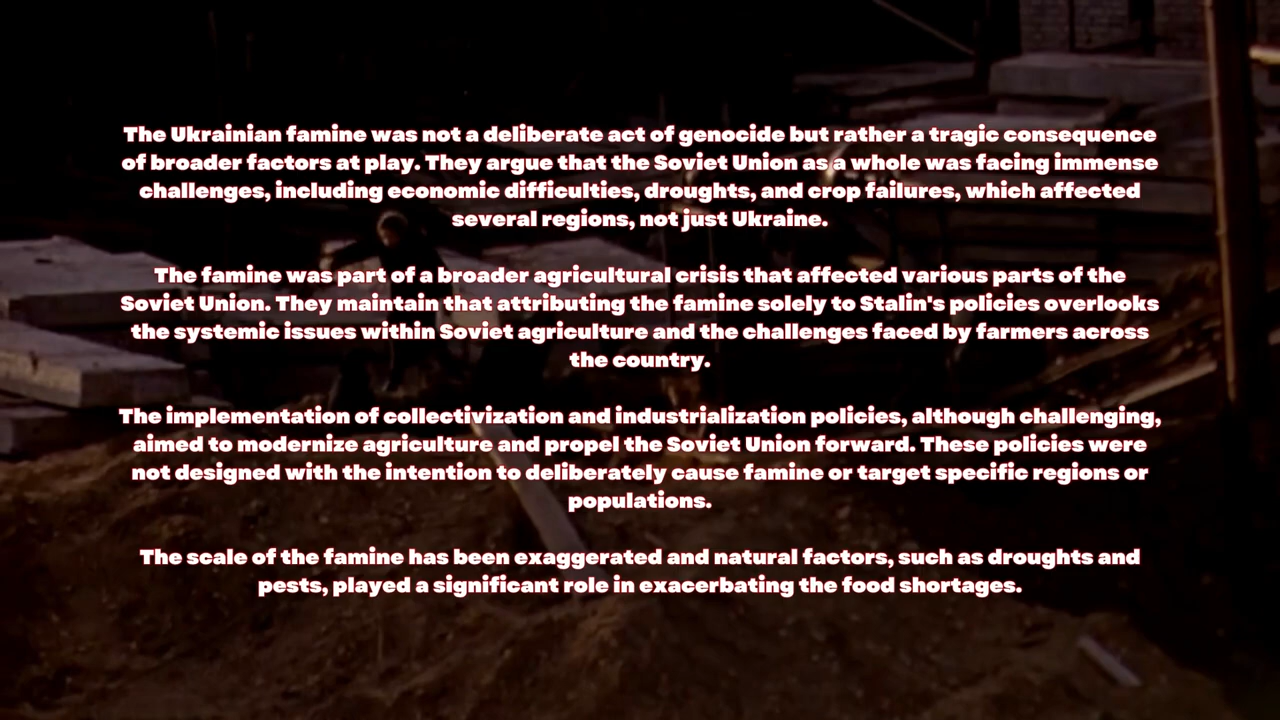 The Ukrainian famine was not a deliberate act of genocide but rather a tragic consequence
of broader factors at play. They argue that the Soviet Union as a whole was facing immense
challenges, including economic difficulties, droughts, and crop failures, which affected
several regions, not just Ukraine.
The famine was part of a broader agricultural crisis that affected various parts of the
Soviet Union. They maintain that attributing the famine solely to Stalin's policies overlooks
the systemic issues within Soviet agriculture and the challenges faced by farmers across
the country.
The implementation of collectivization and industrialization policies, although challenging,
aimed to modernize agriculture and propel the Soviet Union forward. These policies were
not designed with the intention to deliberately cause famine or target specific regions or
populations.
The scale of the famine has been exaggerated and natural factors, such as droughts and
pests, played a significant role in exacerbating the food shortages.